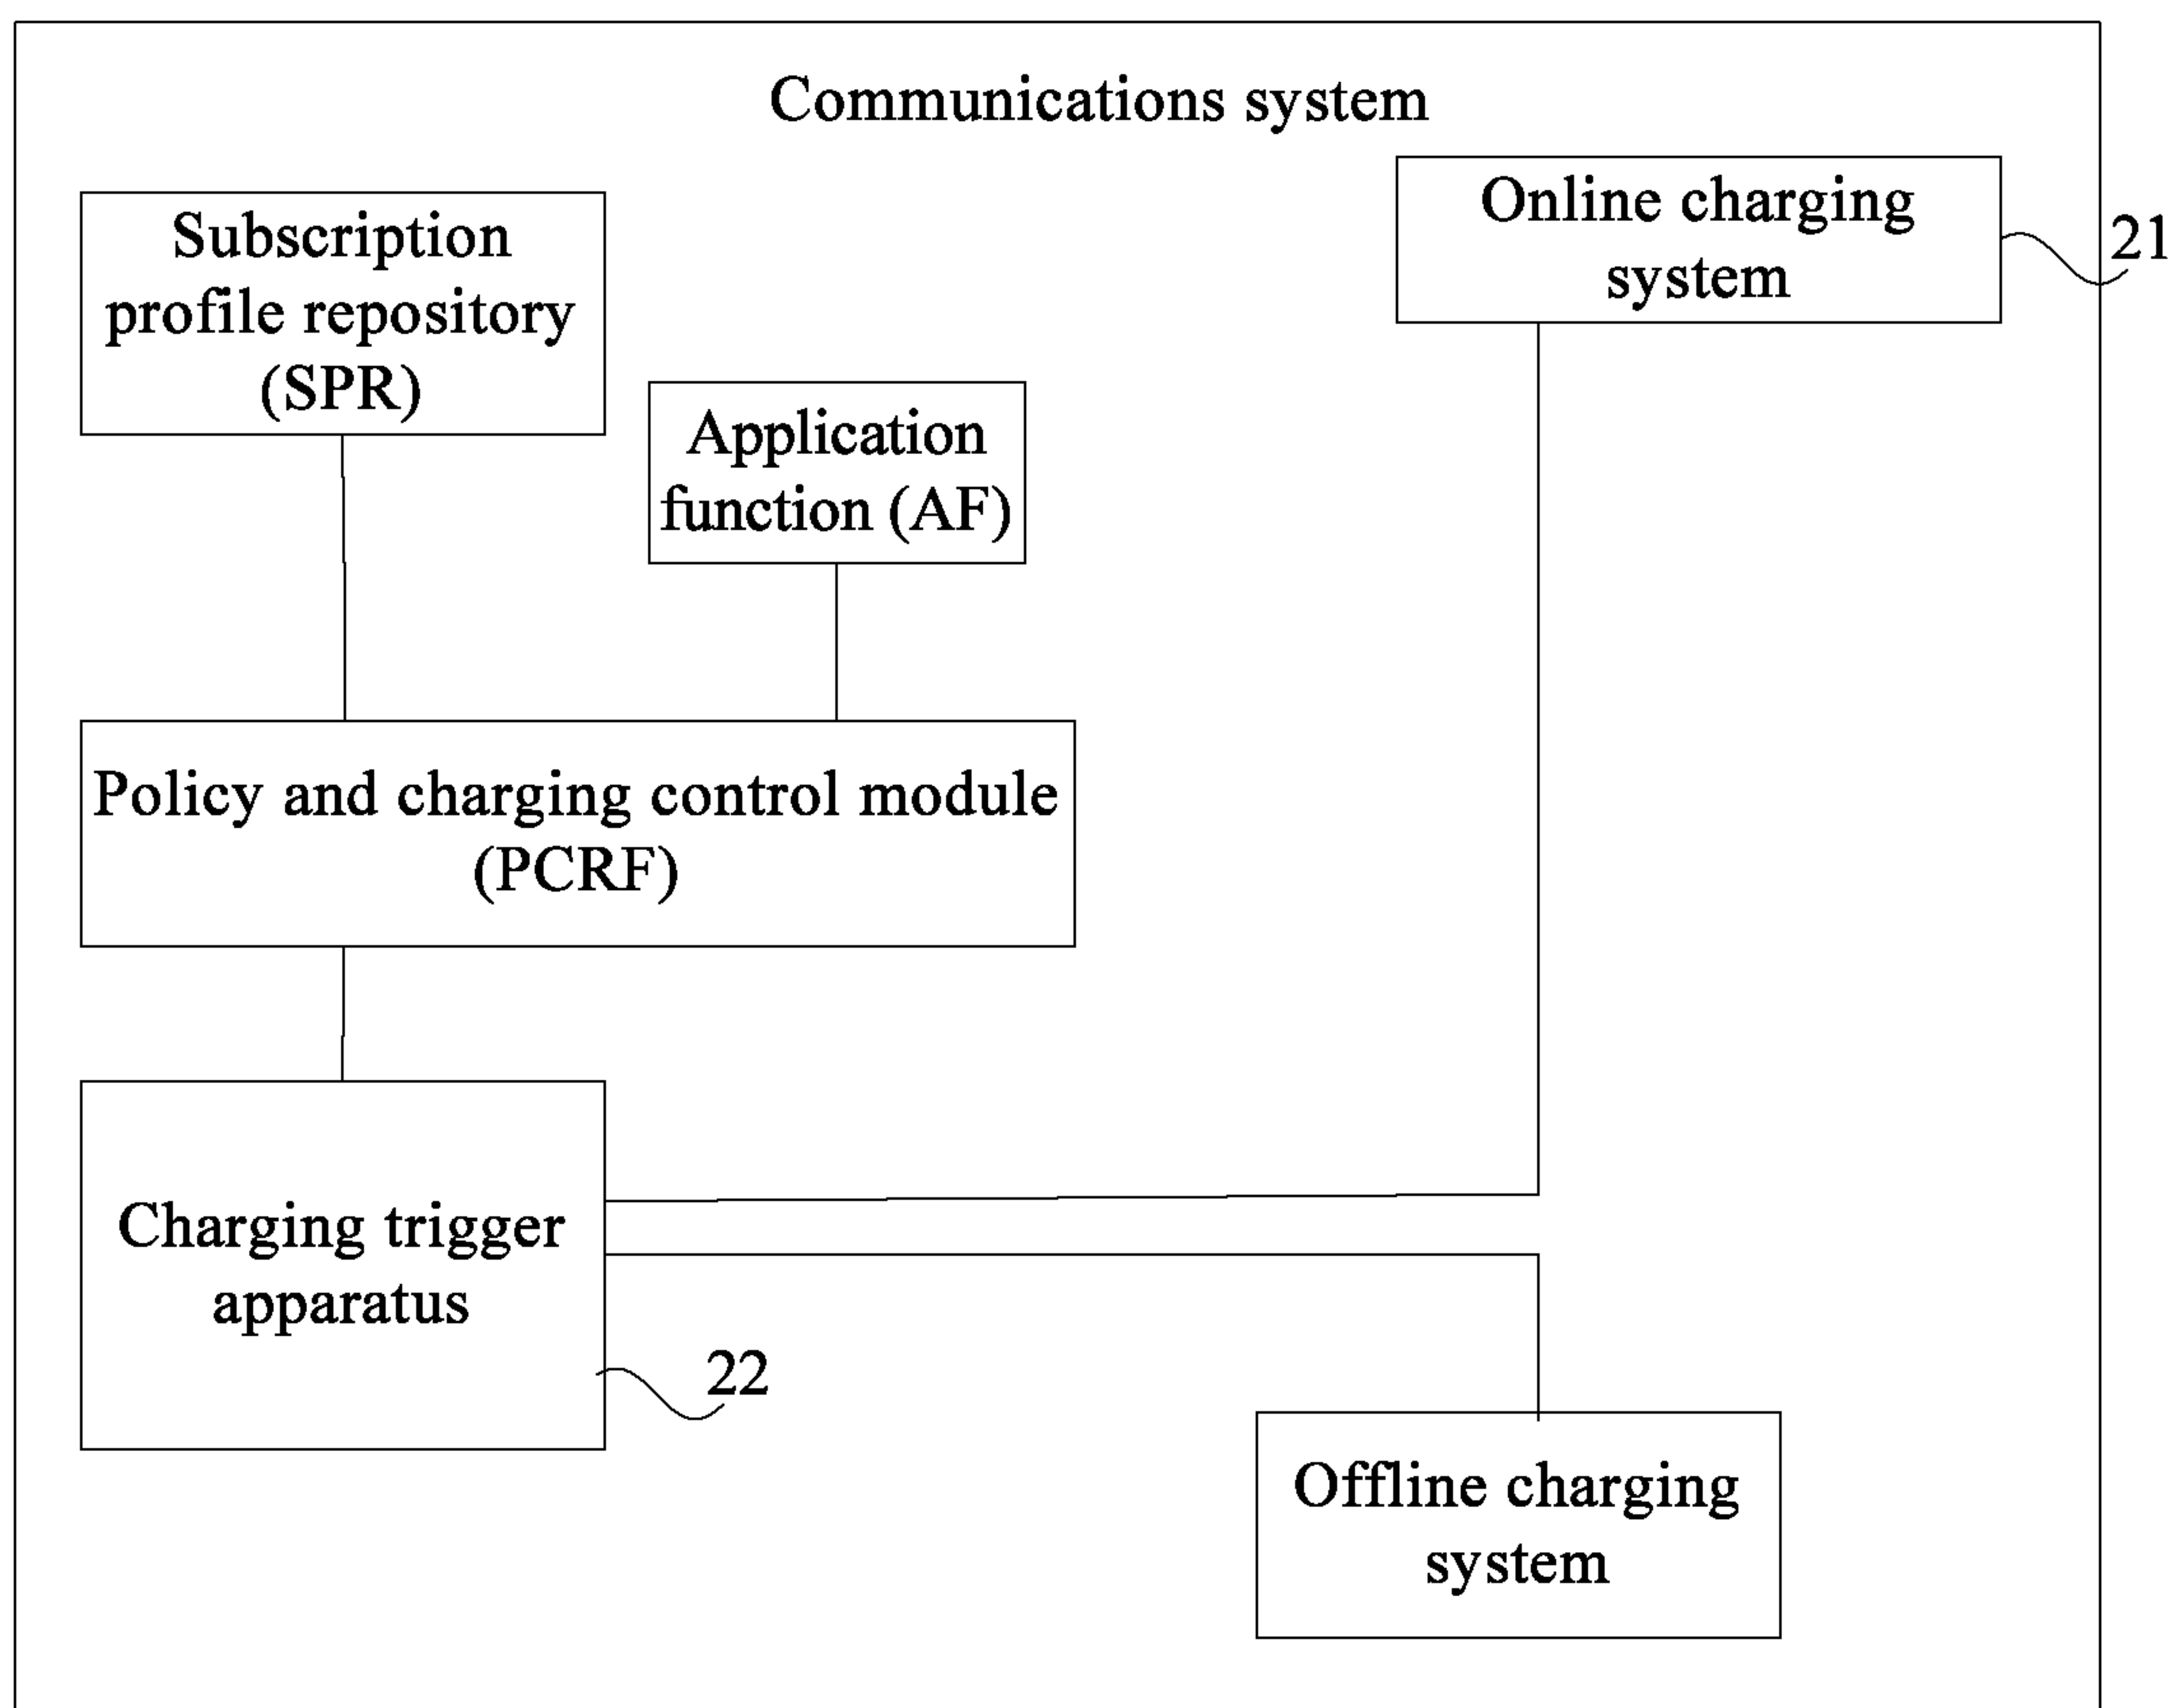 Communications system
Subscription
profile repository
(SPR)
Online charging
system
21
Application
function (AF)
Policy and charging control module
(PCRF)
Charging trigger
apparatus
22
Offline charging
system